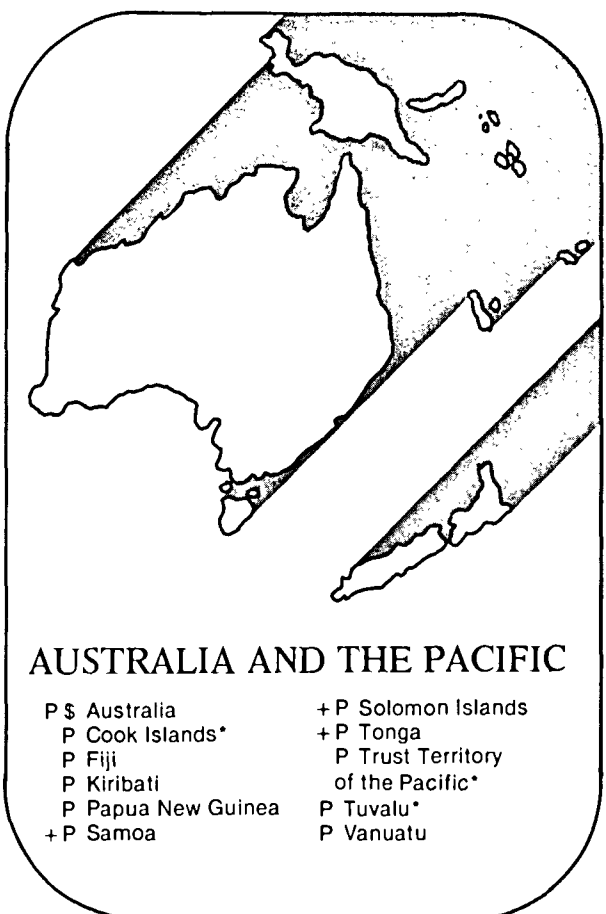 AUSTRALIA AND THE PACIFIC
P $ Australia
P Cook Islands*
P Fiji
P Kiribati
P Papua New Guinea
+ P Samoa
+ P Solomon Islands
+ P Tonga
P Trust Territory
of the Pacific*
P Tuvalu*
P Vanuatu